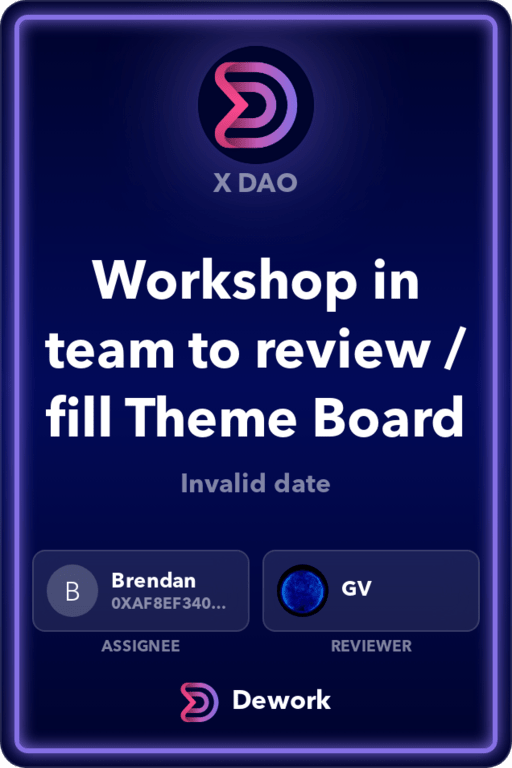 X DAO
Workshop in
team to review /
fill Theme Board
Invalid date
B
Brendan
0XAF8EF340...
GV
ASSIGNEE
REVIEWER
Dework